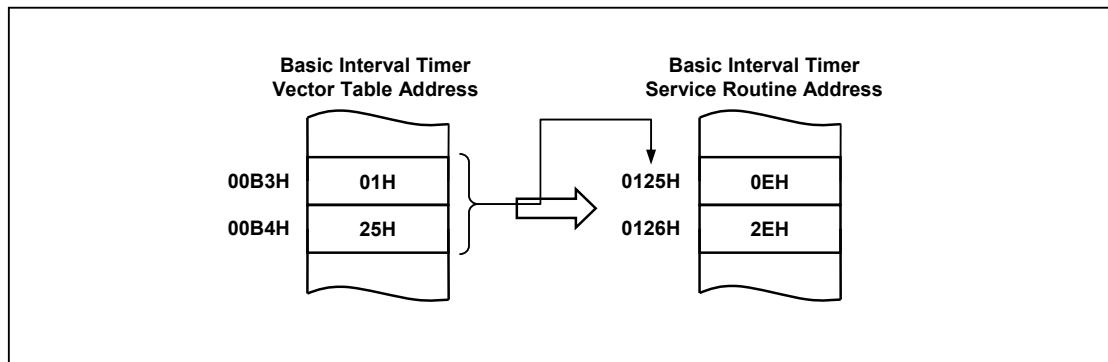 Basic Interval Timer
Vector Table Address
00B3H
01H
00B4H
25H
Basic Interval Timer
Service Routine Address
0125H
0EH
0126H
2EH